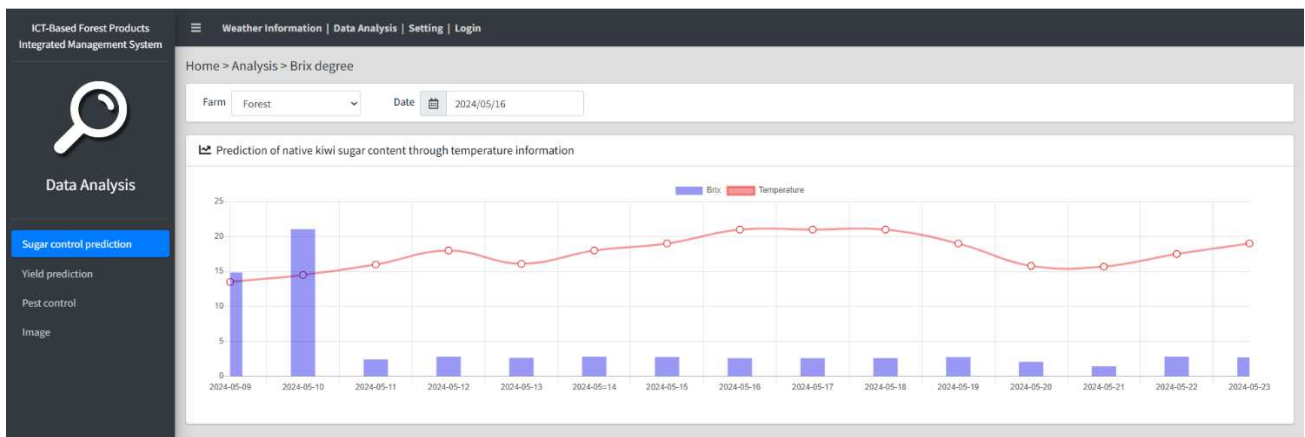 ICT-Based Forest Products
Integrated Management System
Weather Information | Data Analysis | Setting | Login
Home > Analysis > Brix degree
Farm Forest Date 2024/05/16
Data Analysis
Sugar control prediction
Yield prediction
Pest control
Image
Prediction of native kiwi sugar content through temperature information
Brix Temperature
25
20
15
10
5
0
2024-05-09 2024-05-10 2024-05-11 2024-05-12 2024-05-13 2024-05=14 2024-05-15 2024-05-16 2024-05-17 2024-05-18 2024-05-19 2024-05-20 2024-05-21 2024-05-22 2024-05-23